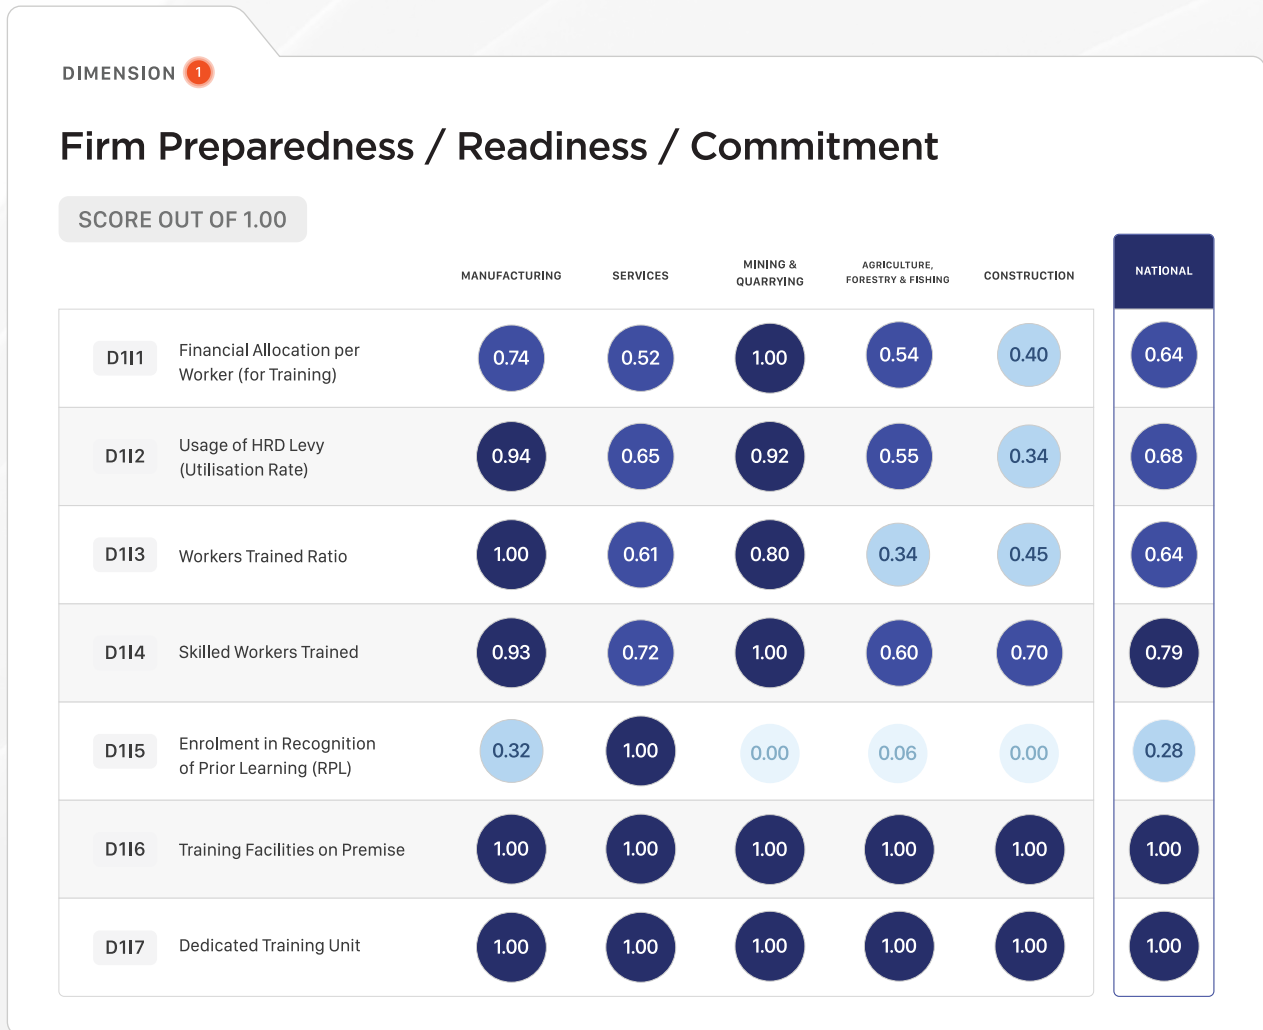 DIMENSION 1
Firm Preparedness / Readiness / Commitment
SCORE OUT OF 1.00
MANUFACTURING
SERVICES
MINING &
QUARRYING
AGRICULTURE,
FORESTRY & FISHING
CONSTRUCTION
NATIONAL
D1I1
Financial Allocation per
Worker (for Training)
0.74 0.52 1.00 0.54 0.40 0.64
D1I2
Usage of HRD Levy
(Utilisation Rate)
0.94 0.65 0.92 0.55 0.34 0.68
D1I3 Workers Trained Ratio 1.00 0.61 0.80 0.34 0.45 0.64
D1I4 Skilled Workers Trained 0.93 0.72 1.00 0.60 0.70 0.79
D1I5
Enrolment in Recognition
of Prior Learning (RPL)
0.32 1.00 0.00 0.06 0.00 0.28
D1I6 Training Facilities on Premise 1.00 1.00 1.00 1.00 1.00 1.00
D1I7 Dedicated Training Unit 1.00 1.00 1.00 1.00 1.00 1.00